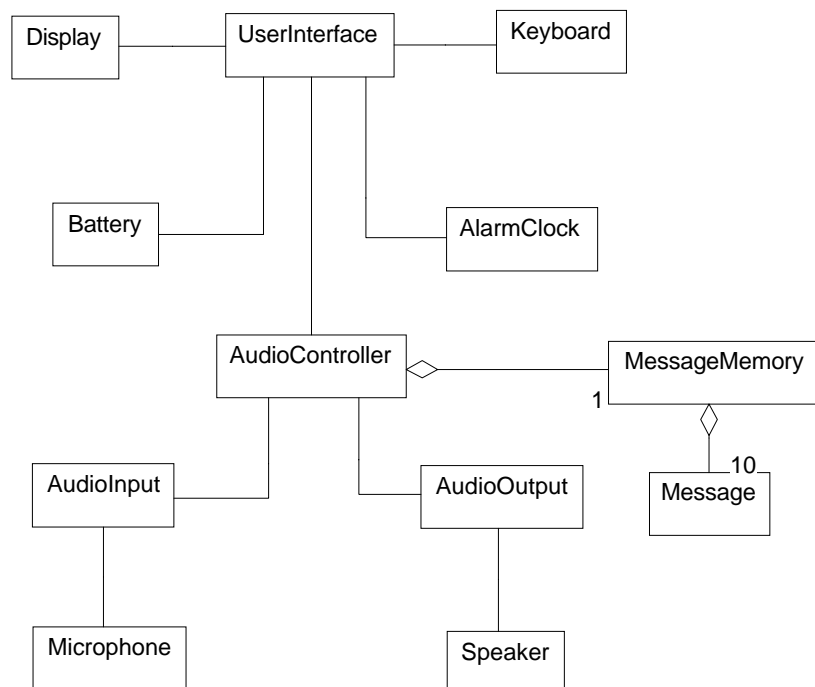 Display
UserInterface
Keyboard
Battery
AlarmClock
AudioController
MessageMemory
1
AudioInput
AudioOutput
10
Message
Microphone
Speaker